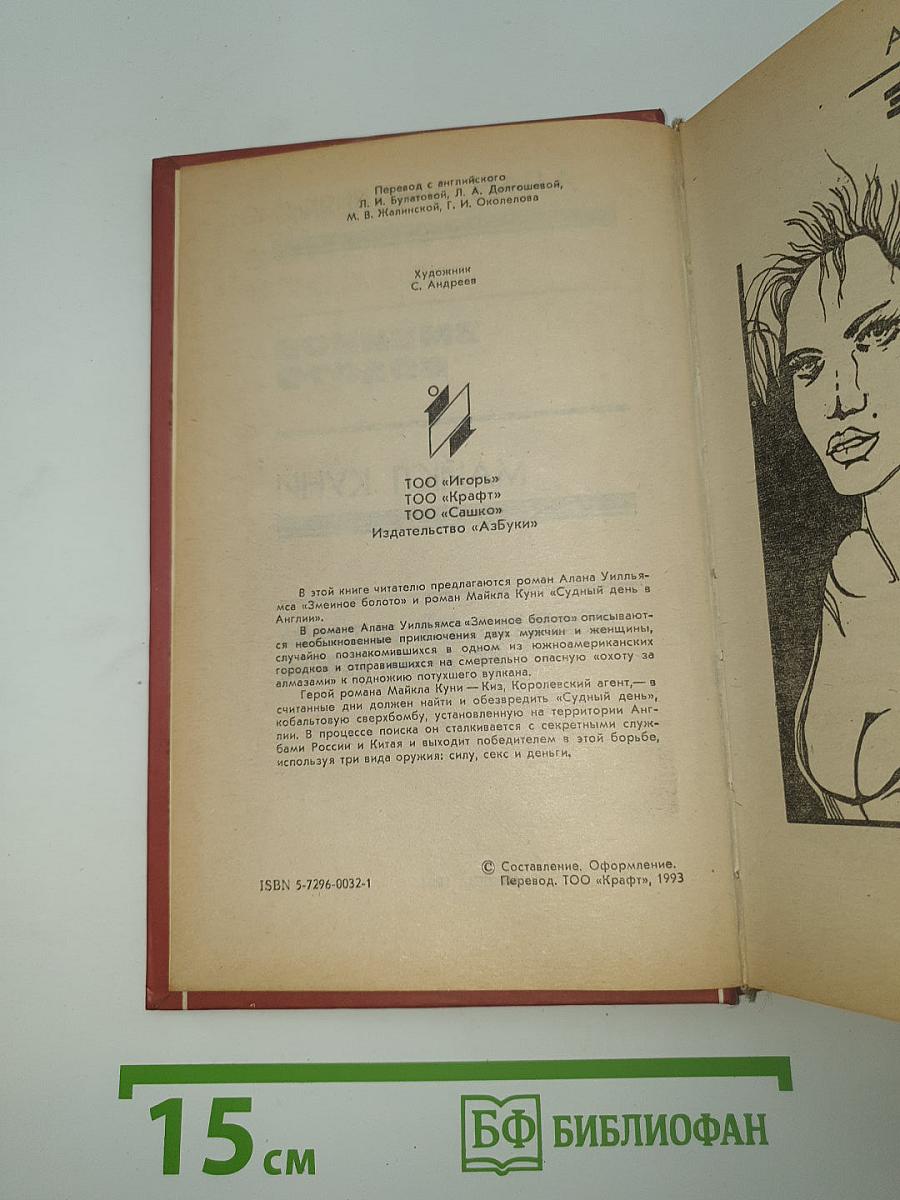 Перевод с английского
Л. И. Булатовой, Л. А. Долгошевой,
М. В. Жалинской, Г. И. Околелова
Художник
С. Андреев
ТОО «Игорь»
ТОО «Крафт»
ТОО «Сашко»
Издательство «АзБуки»
В этой книге читателю предлагаются роман Алана Уилья-
мса «Змеиное болото» и роман Майкла Куни «Судный день в
Англии».
В романе Алана Уилльямса «Змеиное болото» описывают-
ся необыкновенные приключения двух мужчин и женщины,
случайно познакомившихся в одном из южноамериканских
городков и отправившихся на смертельно опасную «охоту за
алмазами» к подножию потухшего вулкана.
Герой романа Майкла Куни — Киз, Королевский агент,— в
считанные дни должен найти и обезвредить «Судный день»,
кобальтовую сверхбомбу, установленную на территории Анг-
лии. В процессе поиска он сталкивается с секретными служ-
бами России и Китая и выходит победителем в этой борьбе,
используя три вида оружия: силу, секс и деньги.
ISBN 5-7296-0032-1
© Составление. Оформление.
Перевод. ТОО «Крафт», 1993
15 см
БФ БИБЛИОФАН